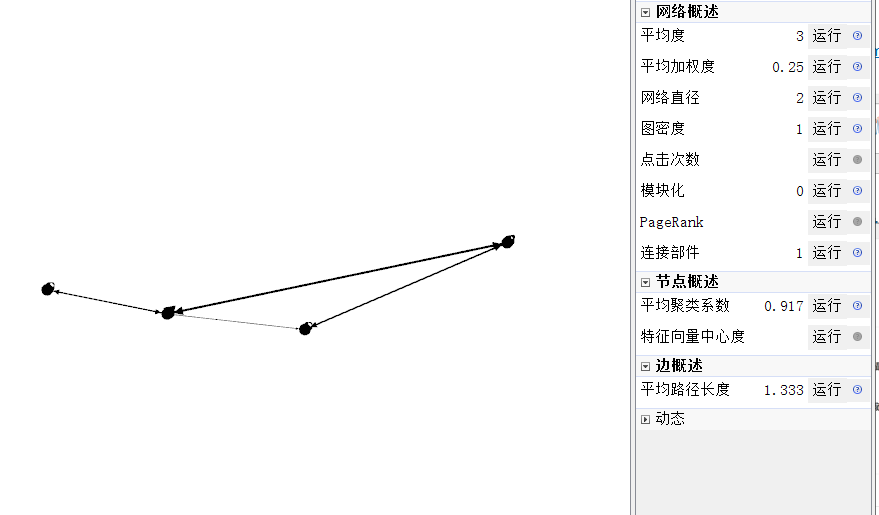 网络概述
平均度 3 运行
平均加权度 0.25 运行
网络直径 2 运行
图密度 1 运行
点击次数 运行
模块化 0 运行
PageRank 运行
连接部件 1 运行
节点概述
平均聚类系数 0.917 运行
特征向量中心度 运行
边概述
平均路径长度 1.333 运行
动态